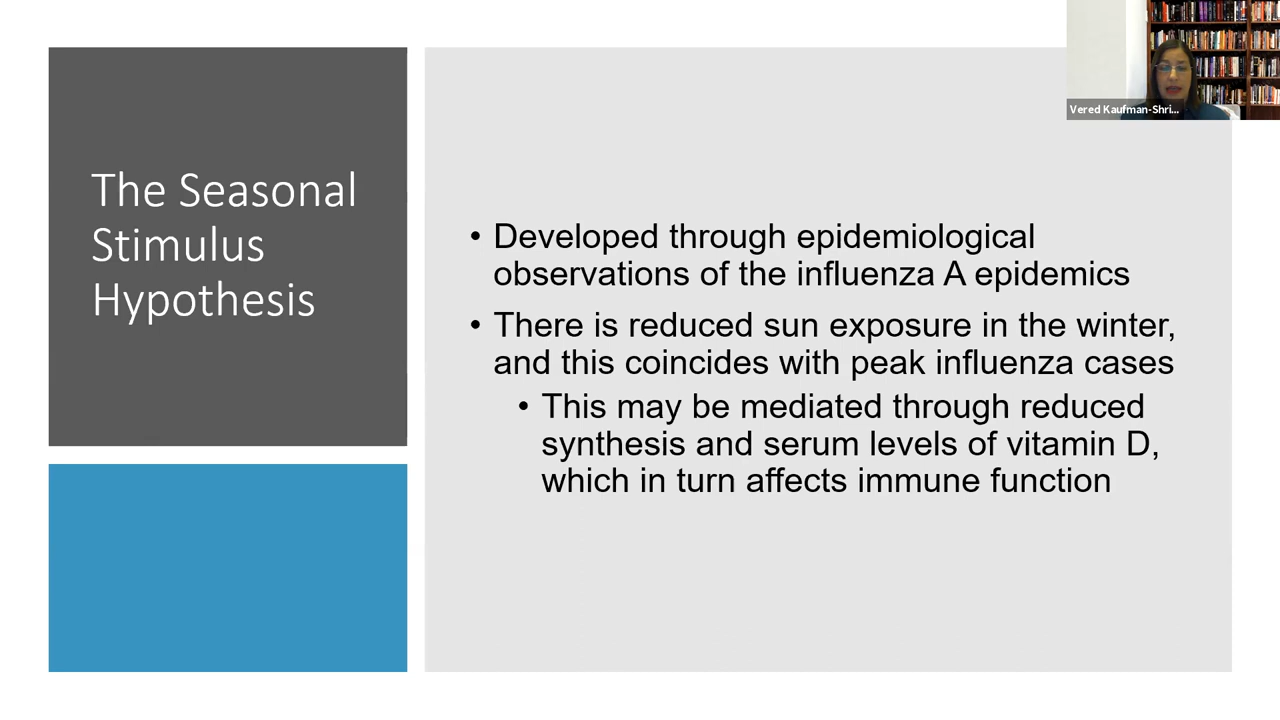 The Seasonal
Stimulus
Hypothesis
• Developed through epidemiological
observations of the influenza A epidemics
• There is reduced sun exposure in the winter,
and this coincides with peak influenza cases
• This may be mediated through reduced
synthesis and serum levels of vitamin D,
which in turn affects immune function
Vered Kaufman-Shri...